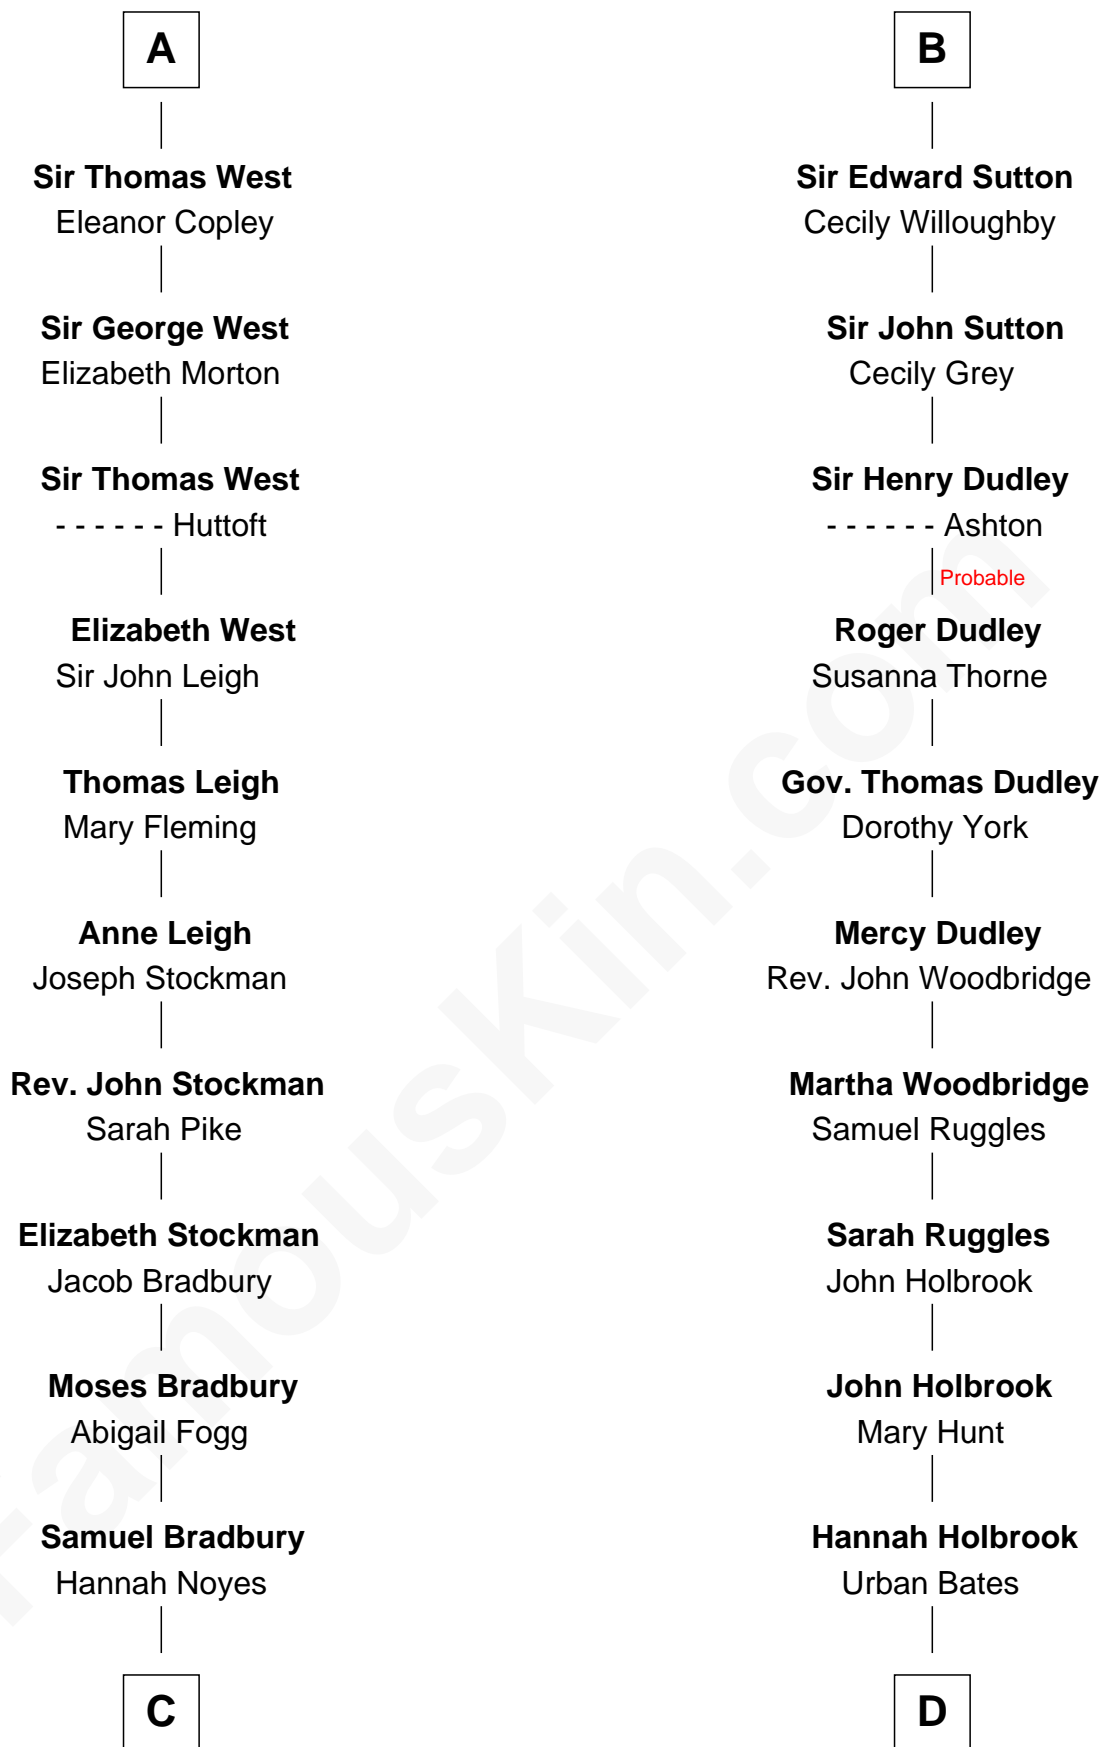 A
Sir Thomas West
Eleanor Copley
Sir George West
Elizabeth Morton
Sir Thomas West
- - - - - - Huttoft
Elizabeth West
Sir John Leigh
Thomas Leigh
Mary Fleming
Anne Leigh
Joseph Stockman
Rev. John Stockman
Sarah Pike
Elizabeth Stockman
Jacob Bradbury
Moses Bradbury
Abigail Fogg
Samuel Bradbury
Hannah Noyes
C
B
Sir Edward Sutton
Cecily Willoughby
Sir John Sutton
Cecily Grey
Sir Henry Dudley
- - - - - - Ashton
Probable
Roger Dudley
Susanna Thorne
Gov. Thomas Dudley
Dorothy York
Mercy Dudley
Rev. John Woodbridge
Martha Woodbridge
Samuel Ruggles
Sarah Ruggles
John Holbrook
John Holbrook
Mary Hunt
Hannah Holbrook
Urban Bates
D
FamousKin.com